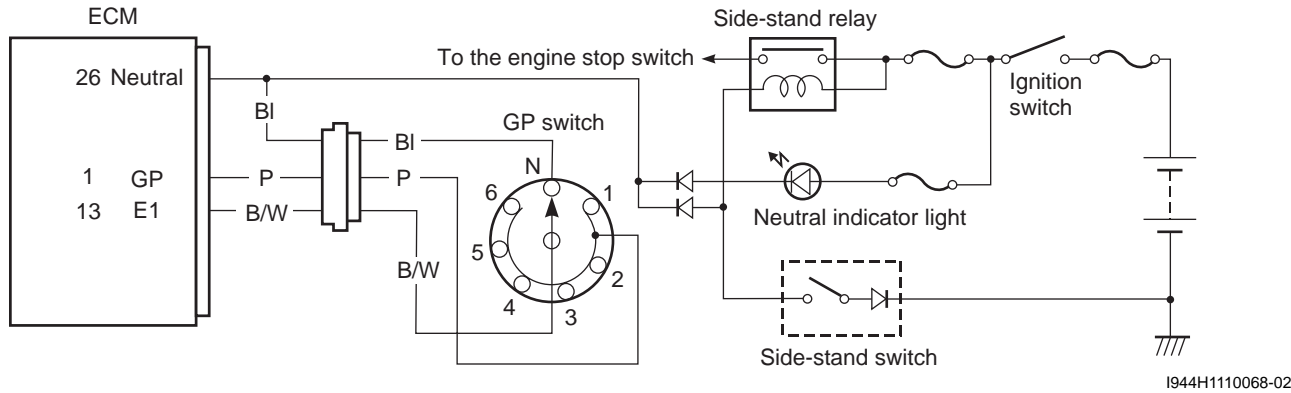 ECM
Side-stand relay
26 Neutral
To the engine stop switch
Ignition
switch
Bl
GP switch
Bl
N
1 GP
P
P
6
1
13 E1
B/W
Neutral indicator light
5
2
B/W
4
3
Side-stand switch
I944H1110068-02